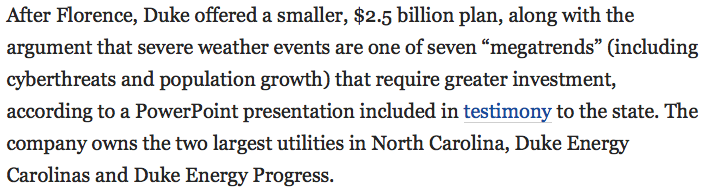 After Florence, Duke offered a smaller, $2.5 billion plan, along with the
argument that severe weather events are one of seven “megatrends” (including
cyberthreats and population growth) that require greater investment,
according to a PowerPoint presentation included in testimony to the state. The
company owns the two largest utilities in North Carolina, Duke Energy
Carolinas and Duke Energy Progress.